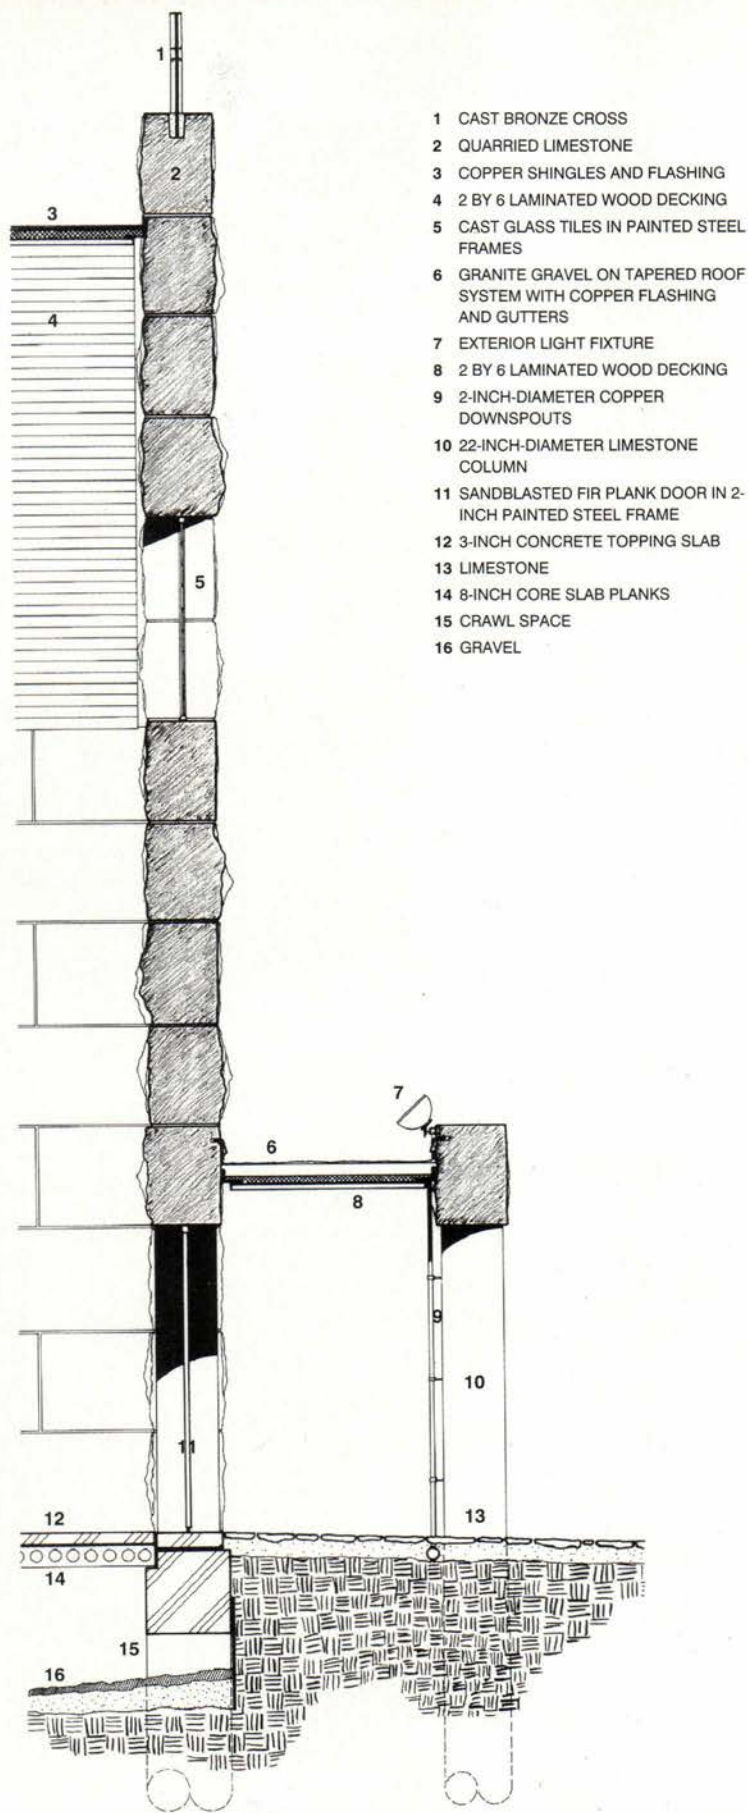 1
1 CAST BRONZE CROSS
2 QUARRIED LIMESTONE
3 COPPER SHINGLES AND FLASHING
4 2 BY 6 LAMINATED WOOD DECKING
5 CAST GLASS TILES IN PAINTED STEEL
FRAMES
6 GRANITE GRAVEL ON TAPERED ROOF
SYSTEM WITH COPPER FLASHING
AND GUTTERS
7 EXTERIOR LIGHT FIXTURE
8 2 BY 6 LAMINATED WOOD DECKING
9 2-INCH-DIAMETER COPPER
DOWNSPOUTS
10 22-INCH-DIAMETER LIMESTONE
COLUMN
11 SANDBLASTED FIR PLANK DOOR IN 2-
INCH PAINTED STEEL FRAME
12 3-INCH CONCRETE TOPPING SLAB
13 LIMESTONE
14 8-INCH CORE SLAB PLANKS
15 CRAWL SPACE
16 GRAVEL
2
3
4
5
7
6
8
9
10
11
12
13
14
15
16